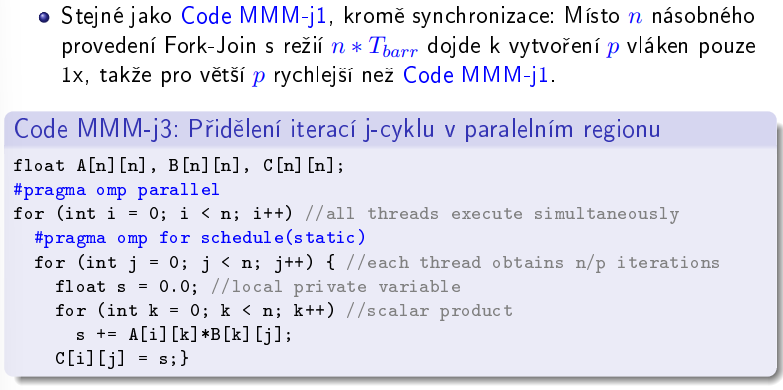 Stejné jako Code MMM-j1, kromě synchronizace: Místo n násobného
provedení Fork-Join s režií n ∗ T_barr dojde k vytvoření p vláken pouze
1x, takže pro větší p rychlejší než Code MMM-j1.
Code MMM-j3: Přidělení iterací j-cyklu v paralelním regionu
float A[n][n], B[n][n], C[n][n];
#pragma omp parallel
for (int i = 0; i < n; i++) //all threads execute simultaneously
  #pragma omp for schedule(static)
  for (int j = 0; j < n; j++) { //each thread obtains n/p iterations
    float s = 0.0; //local private variable
    for (int k = 0; k < n; k++) //scalar product
      s += A[i][k]*B[k][j];
    C[i][j] = s;}